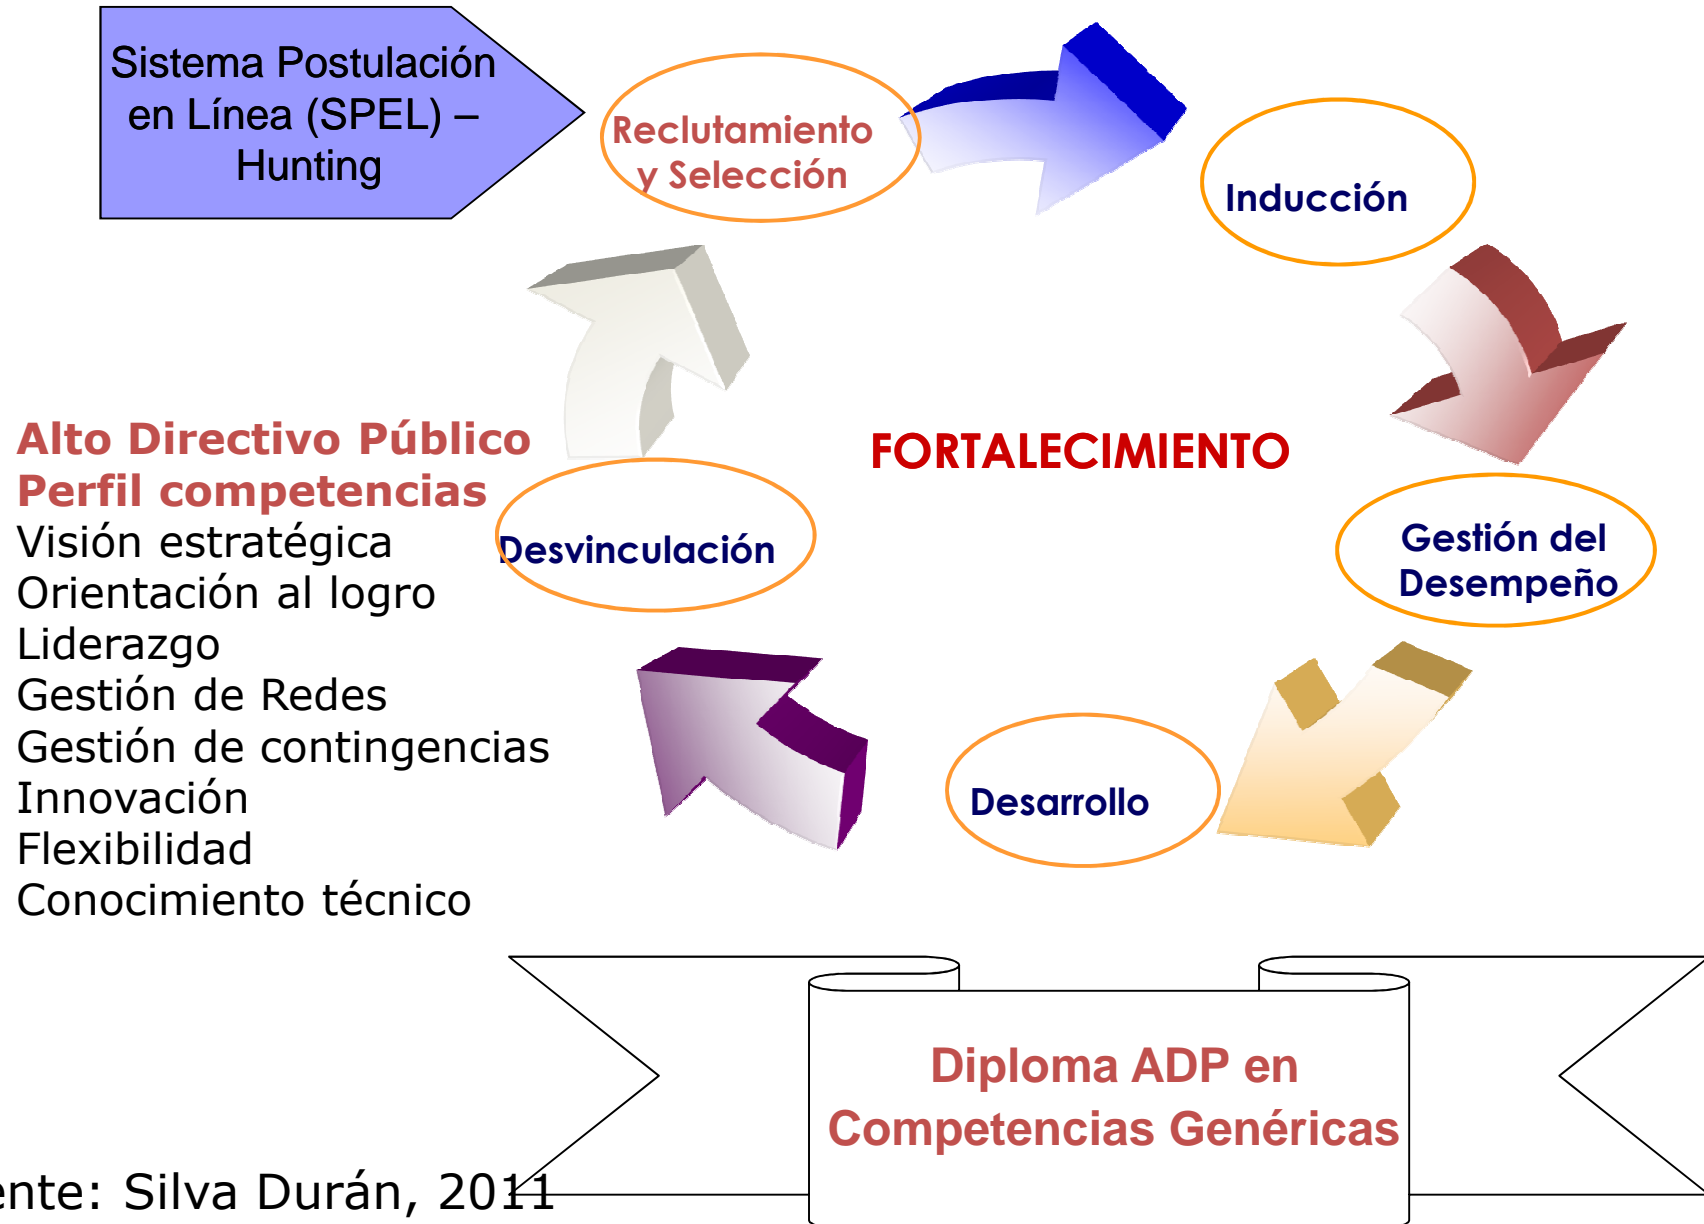 Sistema Postulación
en Línea (SPEL) –
Hunting
Reclutamiento
y Selección
Inducción
FORTALECIMIENTO
Alto Directivo Público
Perfil competencias
Visión estratégica
Orientación al logro
Liderazgo
Gestión de Redes
Gestión de contingencias
Innovación
Flexibilidad
Conocimiento técnico
Desvinculación
Gestión del
Desempeño
Desarrollo
Diploma ADP en
Competencias Genéricas
ente: Silva Durán, 2011